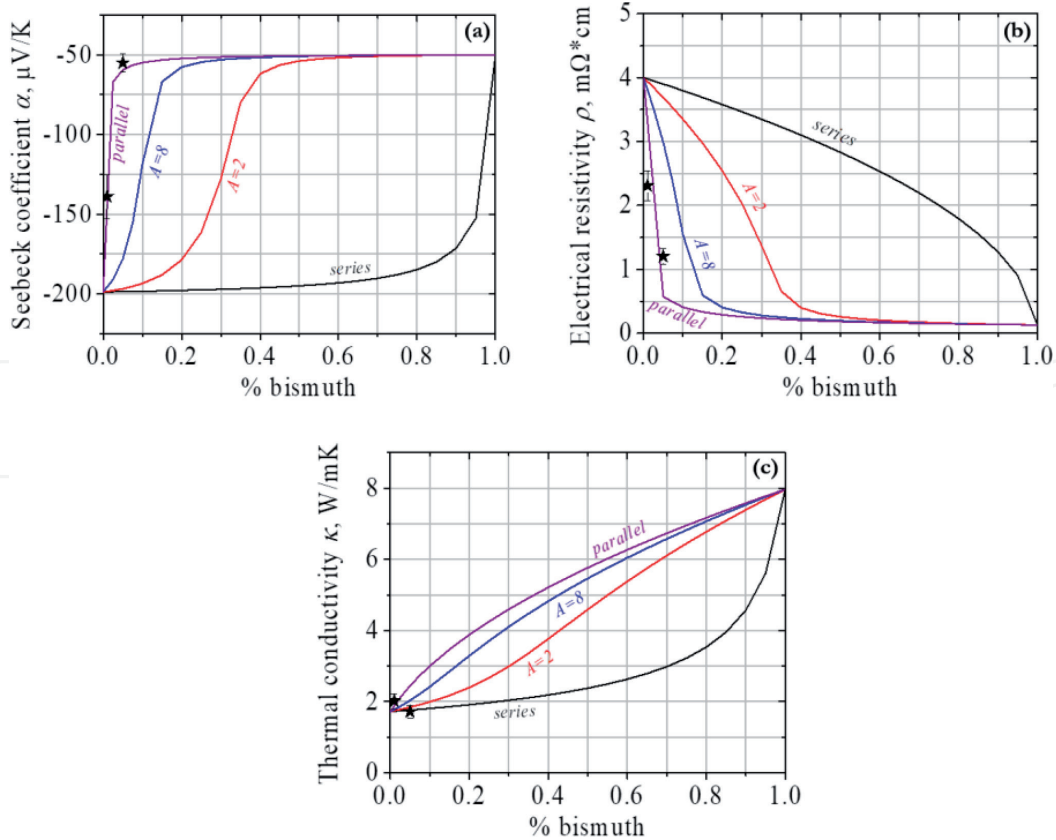 (a)
Seebeck coefficient α, μV/K
-50
-100
-150
-200
parallel
A=8
A=2
series
0.0 0.2 0.4 0.6 0.8 1.0
% bismuth
(b)
Electrical resistivity ρ, mΩ*cm
5
4
3
2
1
0
series
A=2
A=8
parallel
0.0 0.2 0.4 0.6 0.8 1.0
% bismuth
(c)
Thermal conductivity κ, W/mK
8
6
4
2
0
parallel
A=8
A=2
series
0.0 0.2 0.4 0.6 0.8 1.0
% bismuth